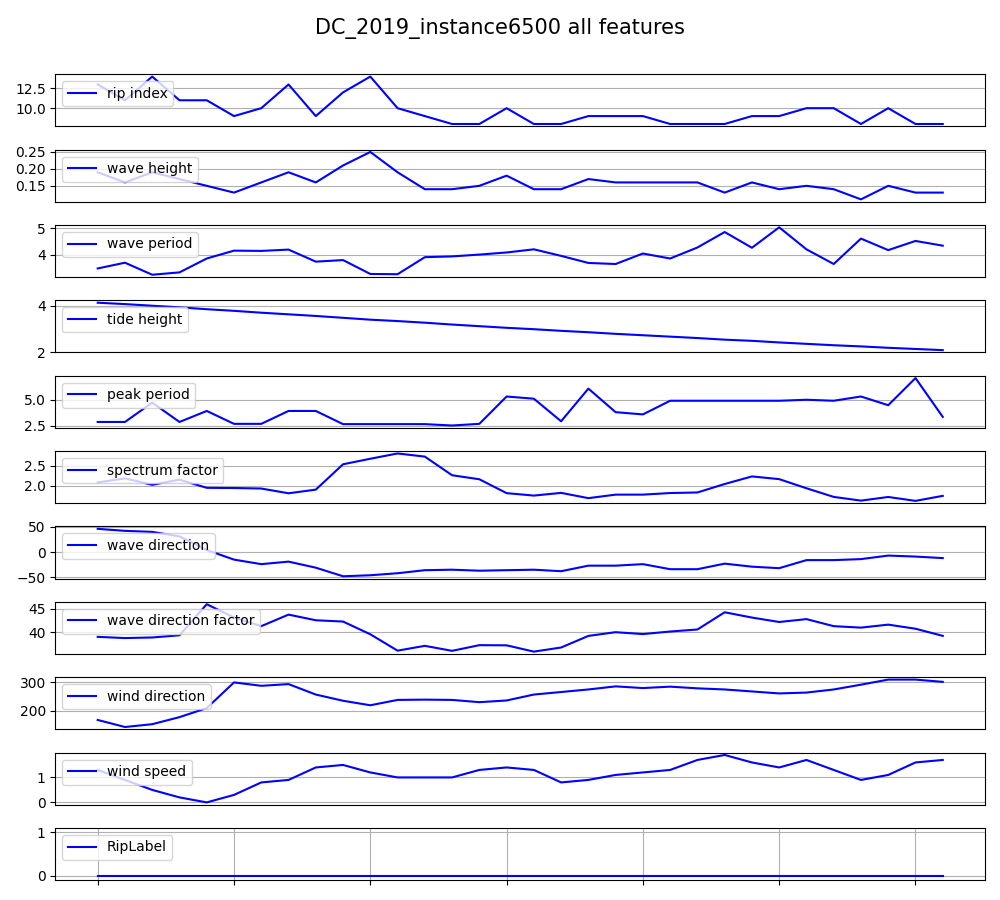 DC_2019_instance6500 all features
12.5
10.0
rip index
0.25
0.20
0.15
wave height
5
4
wave period
4
2
tide height
5.0
2.5
peak period
2.5
2.0
spectrum factor
50
0
−50
wave direction
45
40
wave direction factor
300
200
wind direction
1
0
wind speed
1
0
RipLabel